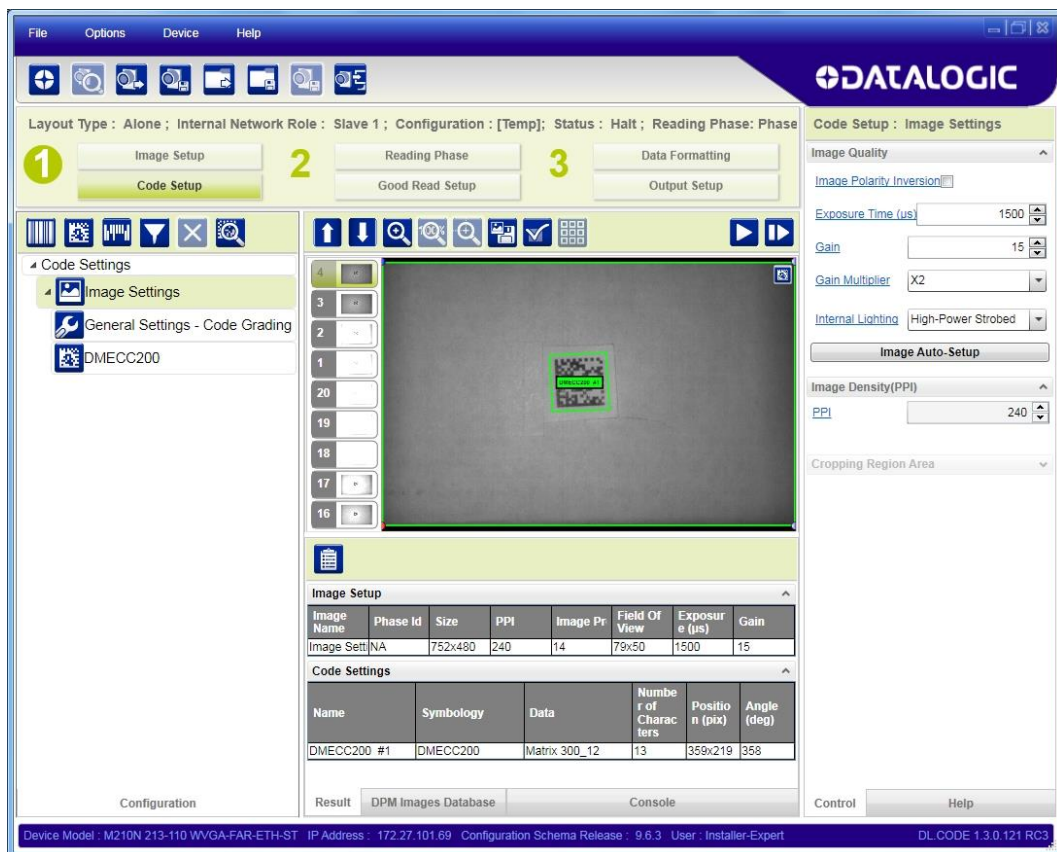 File Options Device Help
DATALOGIC
Layout Type : Alone ; Internal Network Role : Slave 1 ; Configuration : [Temp]; Status : Halt ; Reading Phase: Phase
Code Setup : Image Settings
1 Image Setup 2 Reading Phase 3 Data Formatting
Code Setup Good Read Setup Output Setup
Code Settings
Image Settings
General Settings - Code Grading
DMECC200
4
3
2
1
20
19
18
17
16
DMECC200 #1
Image Setup
Image Name Phase Id Size PPI Image Pr Field Of View Exposur e (µs) Gain
Image Setti NA 752x480 240 14 79x50 1500 15
Code Settings
Name Symbology Data Numbe r of Charac ters Positio n (pix) Angle (deg)
DMECC200 #1 DMECC200 Matrix 300_12 13 359x219 358
Image Quality
Image Polarity Inversion
Exposure Time (µs) 1500
Gain 15
Gain Multiplier X2
Internal Lighting High-Power Strobed
Image Auto-Setup
Image Density(PPI)
PPI 240
Cropping Region Area
Configuration Result DPM Images Database Console Control Help
Device Model : M210N 213-110 WVGA-FAR-ETH-ST IP Address : 172.27.101.69 Configuration Schema Release : 9.6.3 User : Installer-Expert DL.CODE 1.3.0.121 RC3